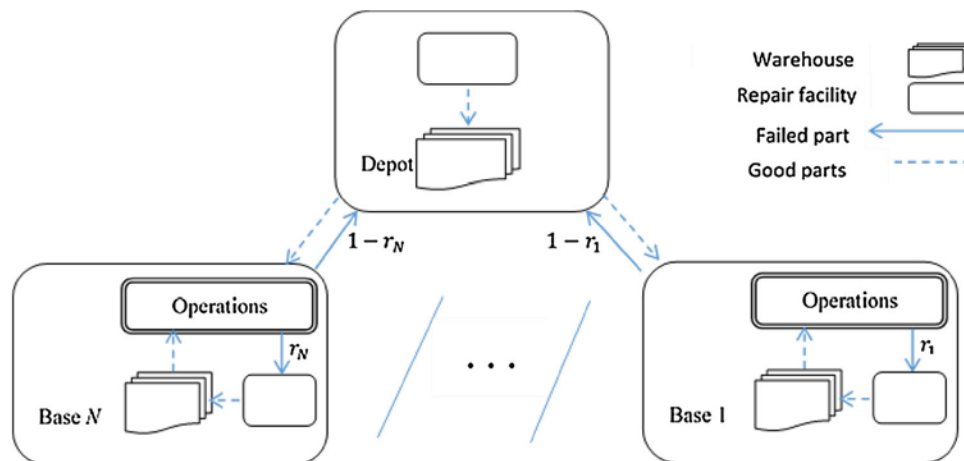 Warehouse
Repair facility
Failed part
Good parts
Depot
1 − r_N
1 − r_1
Operations
r_N
Base N
. . .
Operations
r_1
Base 1